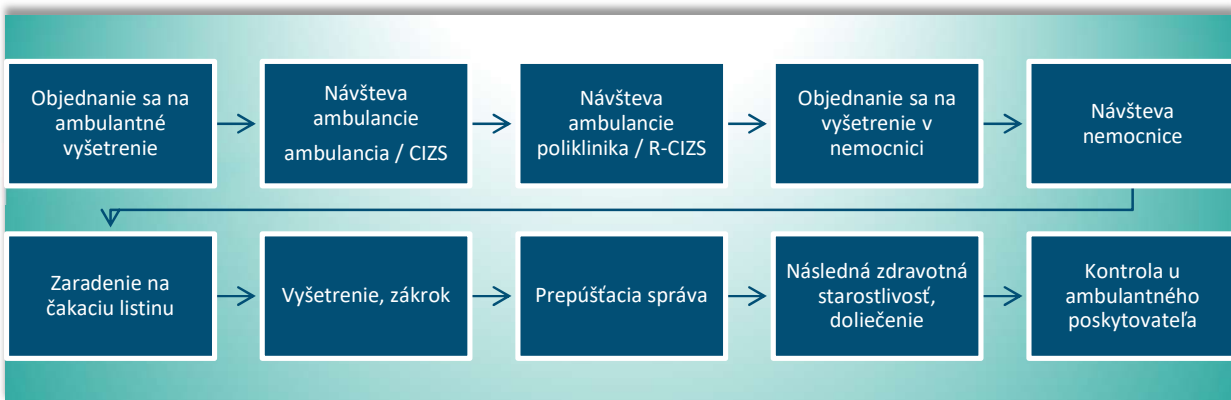 Objednanie sa na
ambulantné
vyšetrenie
Návšteva
ambulancie
ambulancia / CIZS
Návšteva
ambulancie
poliklinika / R-CIZS
Objednanie sa na
vyšetrenie v
nemocnici
Návšteva
nemocnice
Zaradenie na
čakaciu listinu
Vyšetrenie, zákrok
Prepúšťacia správa
Následná zdravotná
starostlivosť,
doliečenie
Kontrola u
ambulantného
poskytovateľa